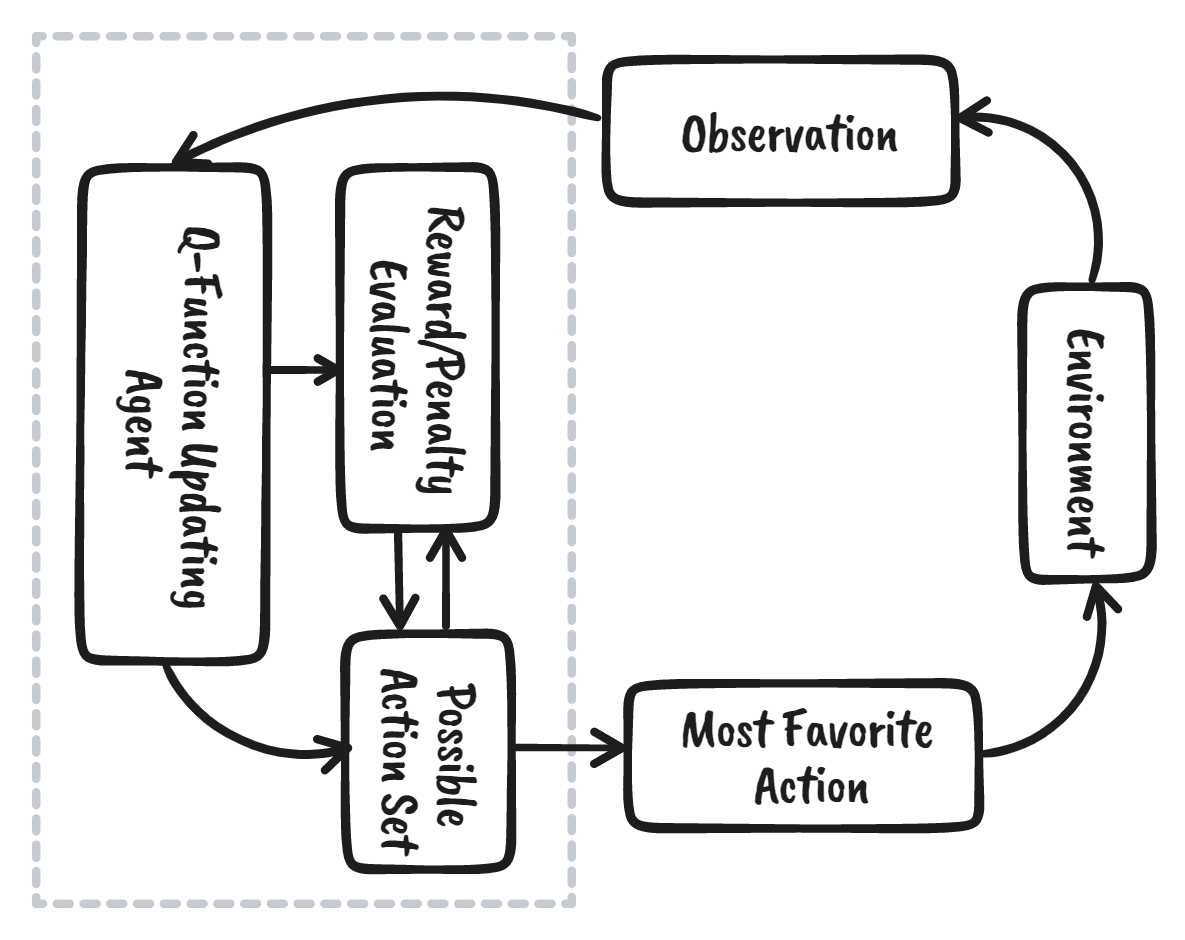 Observation
Q-Function Updating
Agent
Reward/Penalty
Evaluation
Environment
Possible
Action Set
Most Favorite
Action